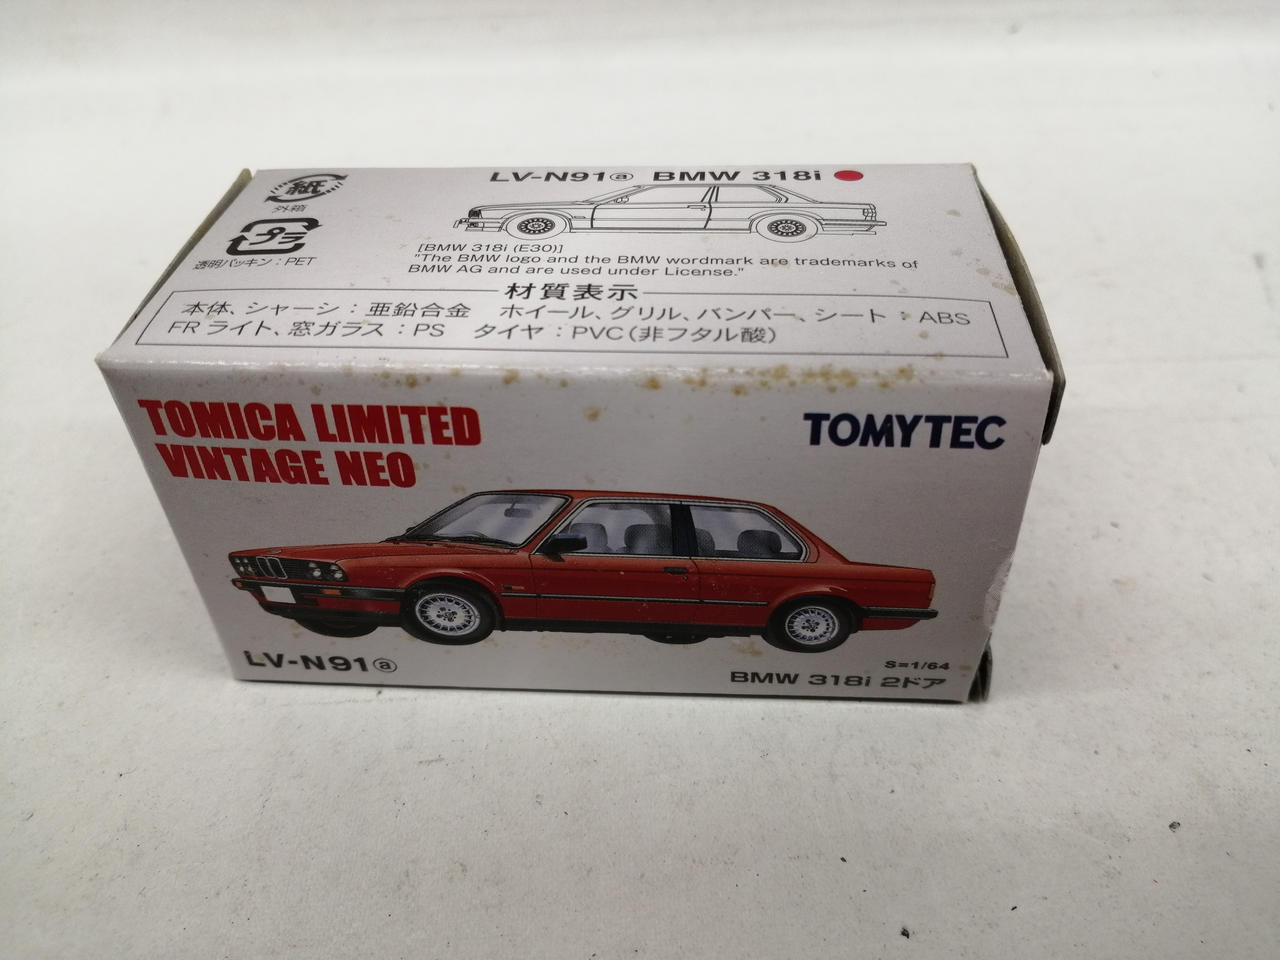 LV-N91ⓐ BMW 318i
紙
外箱
プラ
透明パッキン：PET
[BMW 318i (E30)]
"The BMW logo and the BMW wordmark are trademarks of
BMW AG and are used under License."
材質表示
本体、シャーシ：亜鉛合金 ホイール、グリル、バンパー、シート：ABS
FRライト、窓ガラス：PS タイヤ：PVC（非フタル酸）
TOMICA LIMITED
VINTAGE NEO
TOMYTEC
LV-N91ⓐ
S=1/64
BMW 318i 2ドア